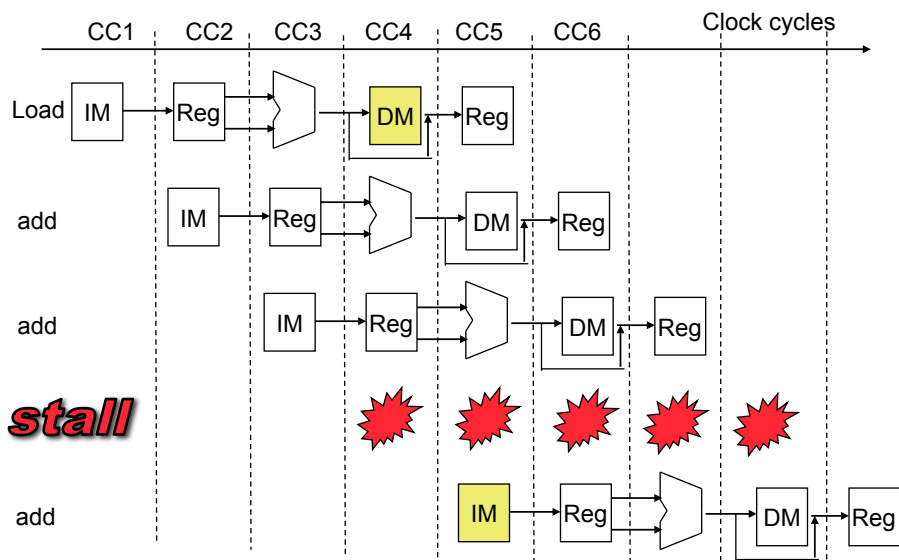 Clock cycles
CC1 CC2 CC3 CC4 CC5 CC6
Load IM Reg DM Reg
add IM Reg DM Reg
add IM Reg DM Reg
stall
add IM Reg DM Reg